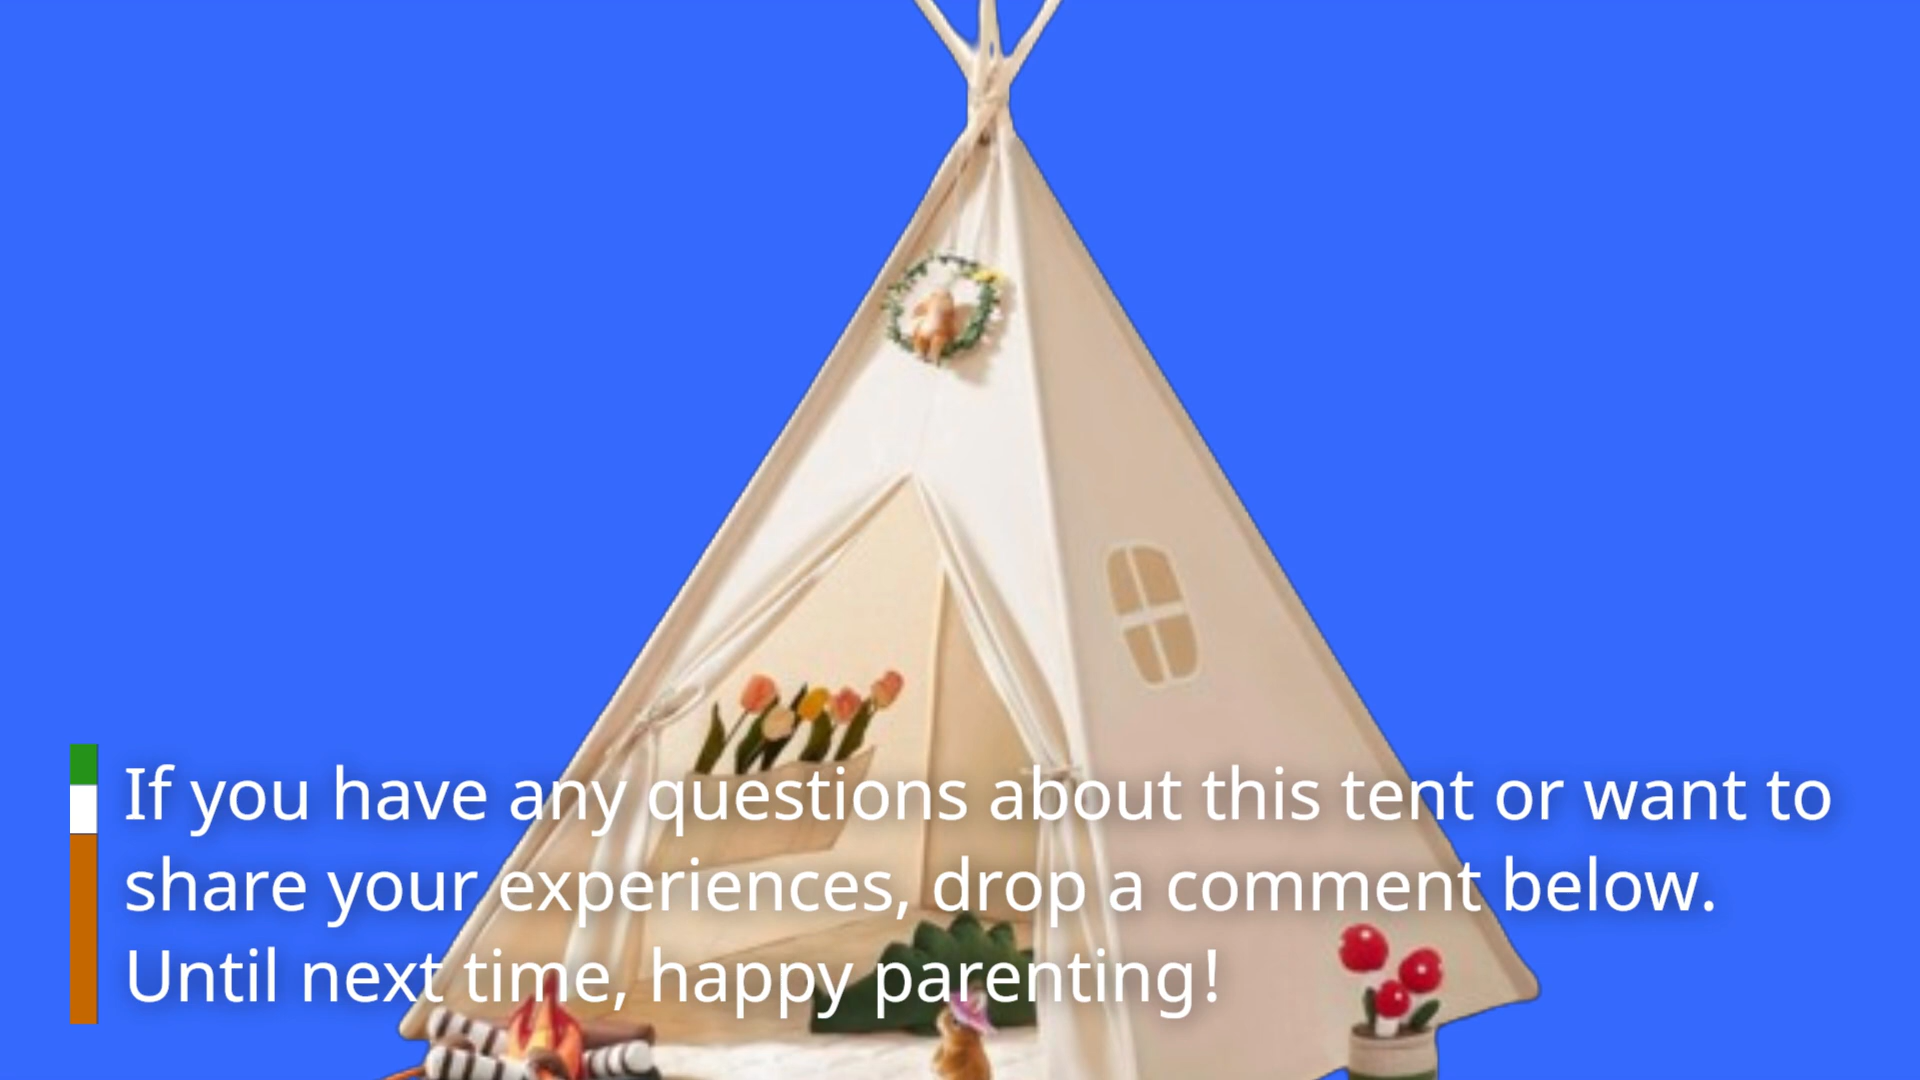 If you have any questions about this tent or want to
share your experiences, drop a comment below.
Until next time, happy parenting!